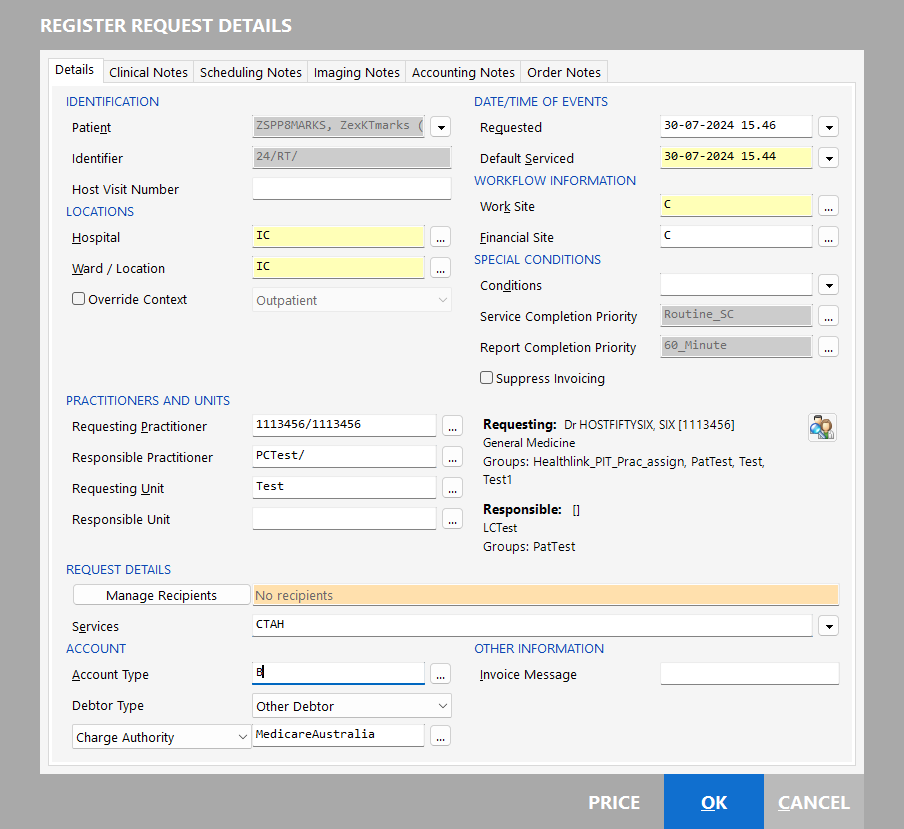 REGISTER REQUEST DETAILS
Details Clinical Notes Scheduling Notes Imaging Notes Accounting Notes Order Notes
IDENTIFICATION
Patient ZSPP8MARKS, ZexKTmarks (
Identifier 24/RT/
Host Visit Number
LOCATIONS
Hospital IC ...
Ward / Location IC ...
Override Context Outpatient
DATE/TIME OF EVENTS
Requested 30-07-2024 15.46
Default Serviced 30-07-2024 15.44
WORKFLOW INFORMATION
Work Site C ...
Financial Site C ...
SPECIAL CONDITIONS
Conditions
Service Completion Priority Routine_SC ...
Report Completion Priority 60_Minute ...
Suppress Invoicing
PRACTITIONERS AND UNITS
Requesting Practitioner 1113456/1113456 ...
Responsible Practitioner PCTest/ ...
Requesting Unit Test ...
Responsible Unit ...
Requesting: Dr HOSTFIFTYSIX, SIX [1113456]
General Medicine
Groups: Healthlink_PIT_Prac_assign, PatTest, Test,
Test1
Responsible: []
LCTest
Groups: PatTest
REQUEST DETAILS
Manage Recipients No recipients
Services CTAH
ACCOUNT
Account Type B ...
Debtor Type Other Debtor
Charge Authority MedicareAustralia ...
OTHER INFORMATION
Invoice Message
PRICE OK CANCEL